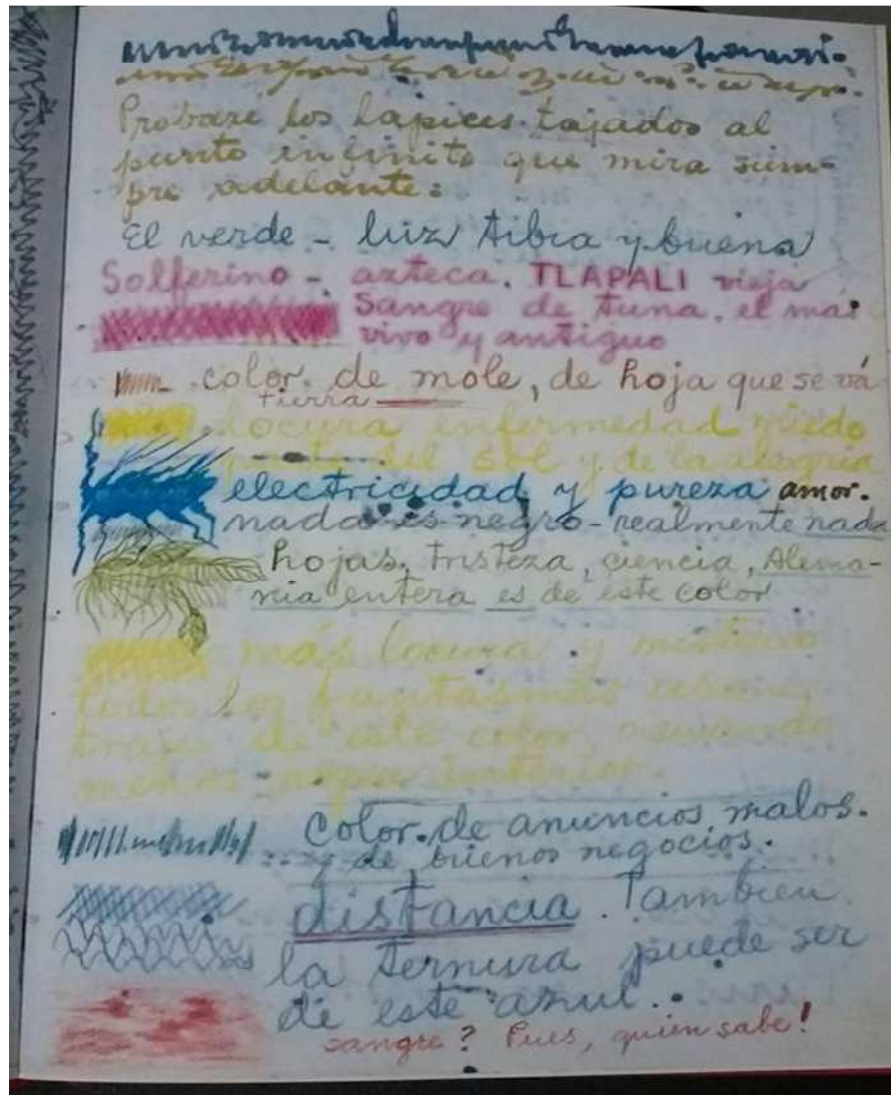 Probaré los lapices tajados al
punto infinito que mira siem-
pre adelante:
El verde - luz tibia y buena
Solferino - azteca. TLAPALI vieja
Sangre de tuna, el mas
vivo y antiguo
color de mole, de hoja que se vá
tierra
locura enfermedad miedo
parte del sol y de la alegria
electricidad y pureza amor.
nada es negro - realmente nada
hojas, tristeza, ciencia, Alema-
nia entera es de este color
más locura y misterio
todos los fantasmas usan
trajes de este color,
menos ropa interior.
color de anuncios malos.
y de buenos negocios.
distancia. Tambien
la ternura puede ser
de este azul.
sangre? Pues, quien sabe!